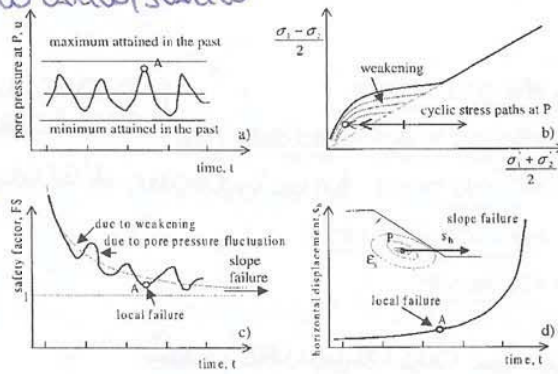 pore pressure at P, u
maximum attained in the past
A
minimum attained in the past
a)
time, t
σ₁ − σ₂
2
weakening
cyclic stress paths at P
b)
σ₁ + σ₂
2
safety factor, FS
due to weakening
due to pore pressure fluctuation
slope
failure
1
A
local failure
c)
time, t
horizontal displacement, sₕ
slope failure
P
sₕ
A
local failure
d)
time, t